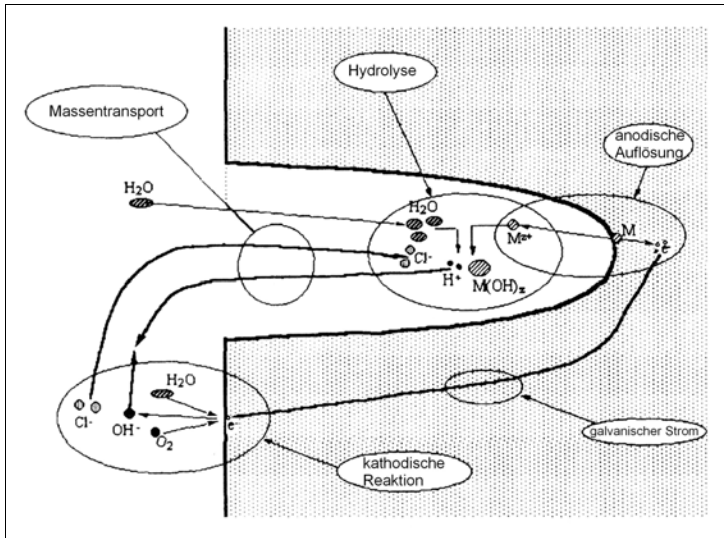 Hydrolyse
Massentransport
anodische
Auflösung
H₂O
H₂O
M
Mᶻ⁺
e⁻
Cl⁻
H⁺
M(OH)z
H₂O
Cl⁻
OH⁻
O₂
e⁻
galvanischer Strom
kathodische
Reaktion